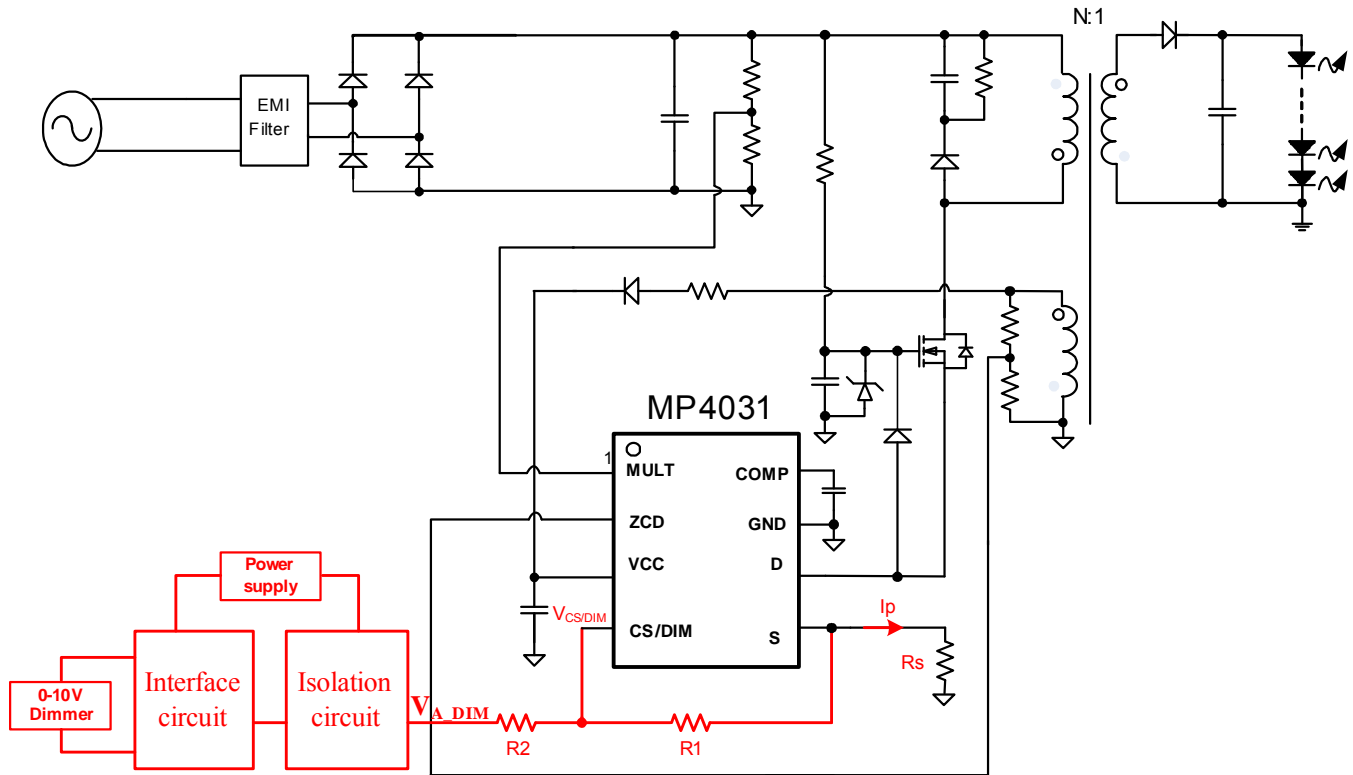 N:1
EMI
Filter
MP4031
1
MULT
COMP
ZCD
GND
VCC
D
CS/DIM
S
Power
supply
VCS/DIM
Ip
Rs
0-10V
Dimmer
Interface
circuit
Isolation
circuit
VA_DIM
R2
R1